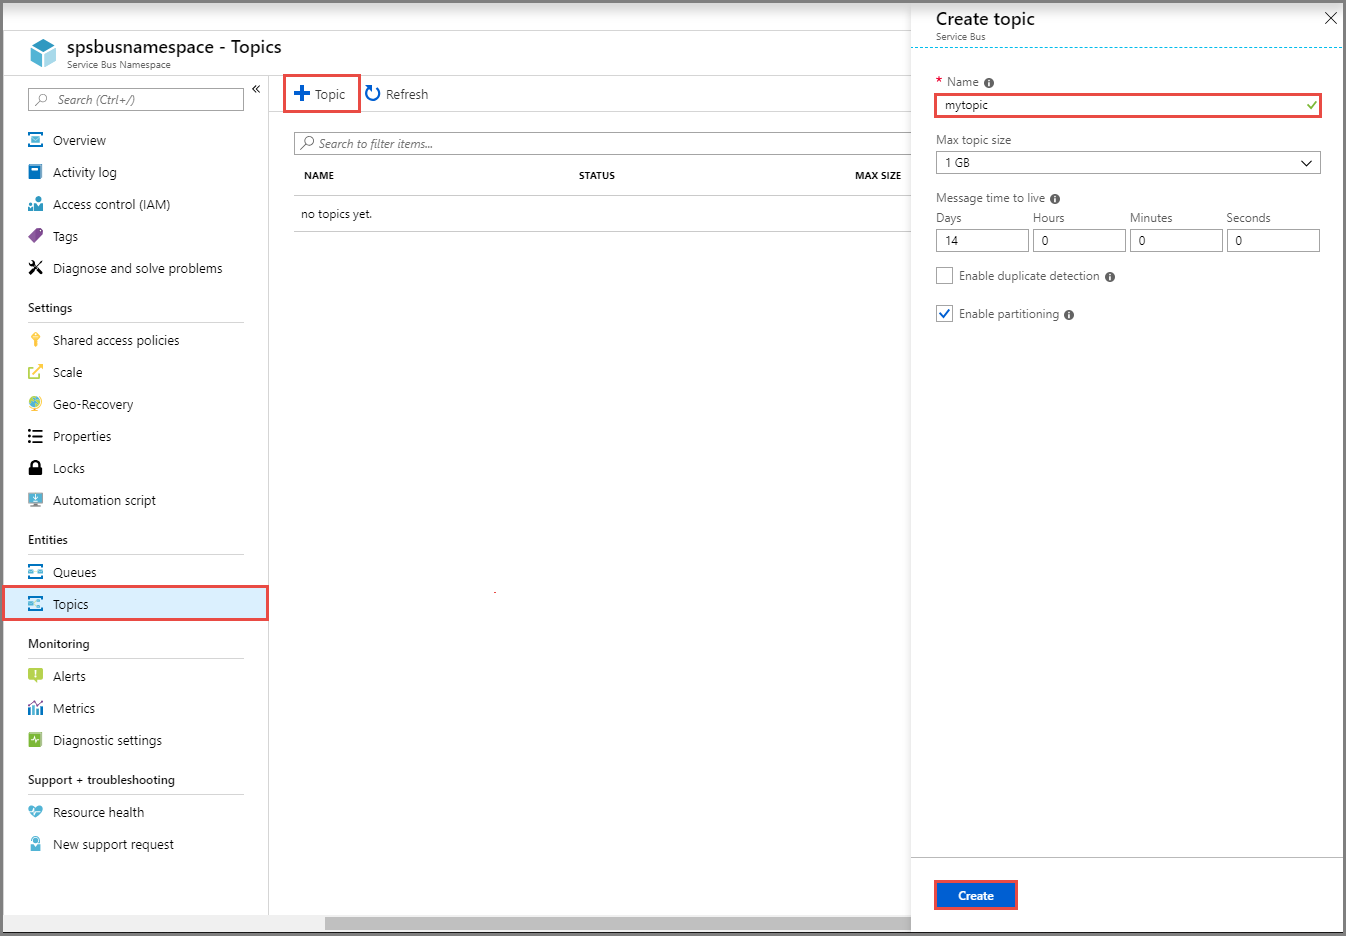 spsbusnamespace - Topics
Service Bus Namespace
Search (Ctrl+/)
«
Overview
Activity log
Access control (IAM)
Tags
Diagnose and solve problems
Settings
Shared access policies
Scale
Geo-Recovery
Properties
Locks
Automation script
Entities
Queues
Topics
Monitoring
Alerts
Metrics
Diagnostic settings
Support + troubleshooting
Resource health
New support request
Topic Refresh
Search to filter items...
NAME STATUS MAX SIZE
no topics yet.
Create topic
Service Bus
* Name
mytopic
Max topic size
1 GB
Message time to live
Days Hours Minutes Seconds
14 0 0 0
Enable duplicate detection
Enable partitioning
Create